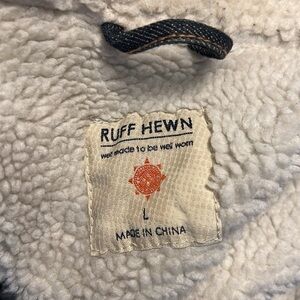 RUFF HEWN
well made to be well worn
L
MADE IN CHINA